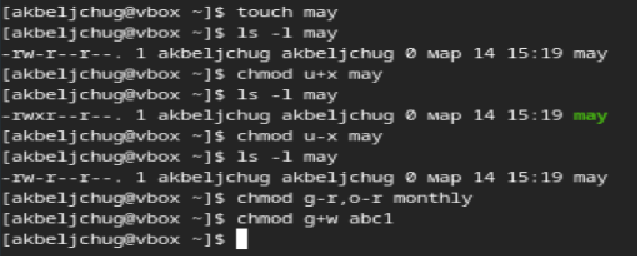 [akbeljchug@vbox ~]$ touch may
[akbeljchug@vbox ~]$ ls -l may
-rw-r--r--. 1 akbeljchug akbeljchug 0 мар 14 15:19 may
[akbeljchug@vbox ~]$ chmod u+x may
[akbeljchug@vbox ~]$ ls -l may
-rwxr--r--. 1 akbeljchug akbeljchug 0 мар 14 15:19 may
[akbeljchug@vbox ~]$ chmod u-x may
[akbeljchug@vbox ~]$ ls -l may
-rw-r--r--. 1 akbeljchug akbeljchug 0 мар 14 15:19 may
[akbeljchug@vbox ~]$ chmod g-r,o-r monthly
[akbeljchug@vbox ~]$ chmod g+w abc1
[akbeljchug@vbox ~]$